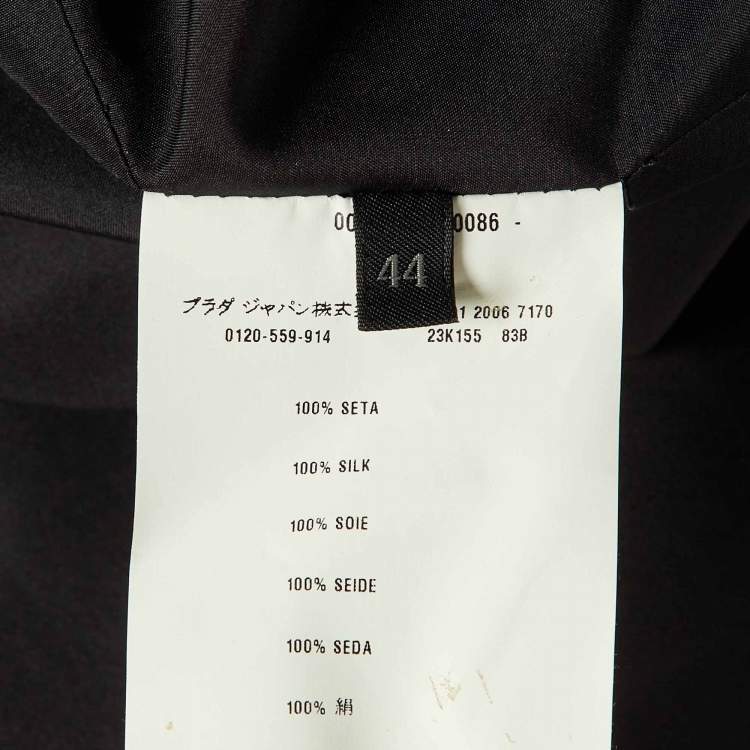 00 0086 -
44
プラダ ジャパン株式 1 2006 7170
0120-559-914 23K155 83B
100% SETA
100% SILK
100% SOIE
100% SEIDE
100% SEDA
100% 絹